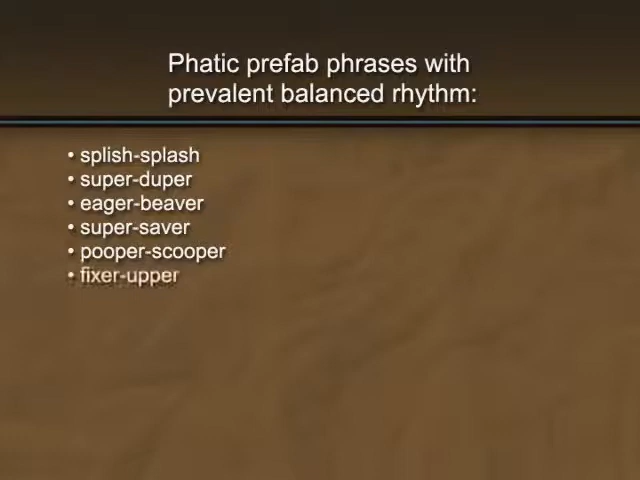 Phatic prefab phrases with
prevalent balanced rhythm:
• splish-splash
• super-duper
• eager-beaver
• super-saver
• pooper-scooper
• fixer-upper